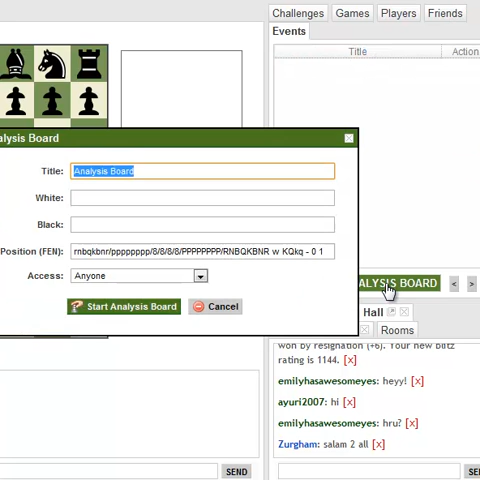 Challenges Games Players Friends
Events
Title Action
alysis Board
Title: Analysis Board
White:
Black:
Position (FEN): rnbqkbnr/pppppppp/8/8/8/8/PPPPPPPP/RNBQKBNR w KQkq - 0 1
Access: Anyone
Start Analysis Board Cancel
ALYSIS BOARD < >
Hall
Rooms
won by resignation (+6). Your new blitz
rating is 1144. [x]
emilyhasawesomeyes: heyy! [x]
ayuri2007: hi [x]
emilyhasawesomeyes: hru? [x]
Zurgham: salam 2 all [x]
SEND SEN